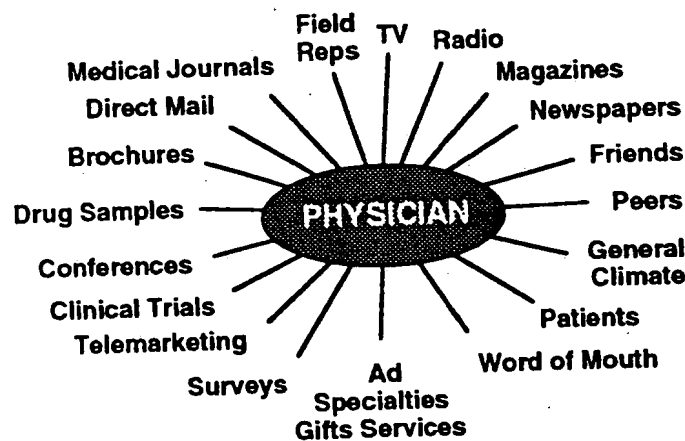 Field
Reps
TV
Radio
Medical Journals
Magazines
Direct Mail
Newspapers
Brochures
Friends
Drug Samples
PHYSICIAN
Peers
Conferences
General
Climate
Clinical Trials
Patients
Telemarketing
Word of Mouth
Surveys
Ad
Specialties
Gifts Services